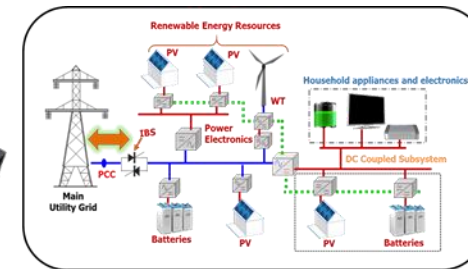 Renewable Energy Resources
PV
PV
WT
Household appliances and electronics
IBS
Power
Electronics
DC Coupled Subsystem
PCC
Main
Utility Grid
Batteries
PV
PV
Batteries